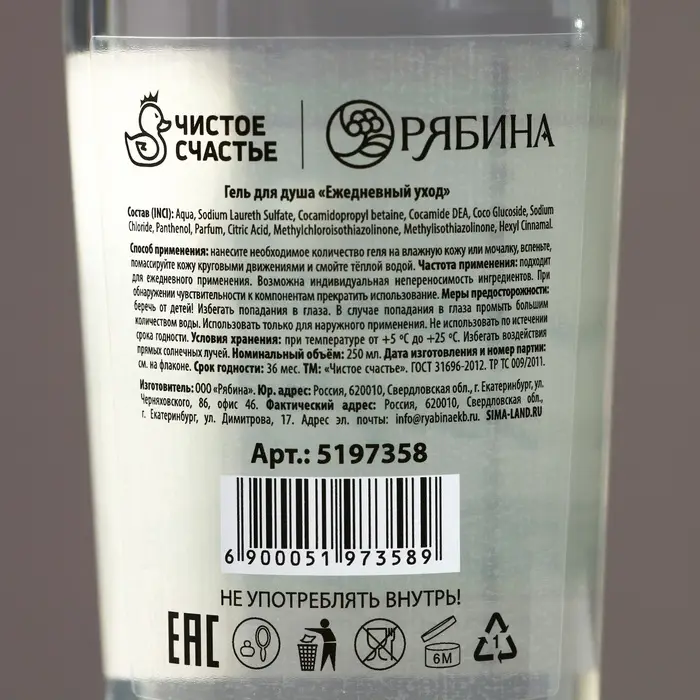 ЧИСТОЕ
СЧАСТЬЕ
РЯБИНА
Гель для душа «Ежедневный уход»
Состав (INCI): Aqua, Sodium Laureth Sulfate, Cocamidopropyl betaine, Cocamide DEA, Coco Glucoside, Sodium
Chloride, Panthenol, Parfum, Citric Acid, Methylchloroisothiazolinone, Methylisothiazolinone, Hexyl Cinnamal.
Способ применения: нанесите необходимое количество геля на влажную кожу или мочалку, вспеньте,
помассируйте кожу круговыми движениями и смойте тёплой водой. Частота применения: подходит
для ежедневного применения. Возможна индивидуальная непереносимость ингредиентов. При
обнаружении чувствительности к компонентам прекратить использование. Меры предосторожности:
беречь от детей! Избегать попадания в глаза. В случае попадания в глаза промыть большим
количеством воды. Использовать только для наружного применения. Не использовать по истечении
срока годности. Условия хранения: при температуре от +5 ºC до +25 ºC. Избегать воздействия
прямых солнечных лучей. Номинальный объём: 250 мл. Дата изготовления и номер партии:
см. на флаконе. Срок годности: 36 мес. ТМ: «Чистое счастье». ГОСТ 31696-2012. ТР ТС 009/2011.
Изготовитель: ООО «Рябина». Юр. адрес: Россия, 620010, Свердловская обл., г. Екатеринбург, ул.
Черняховского, 86, офис 46. Фактический адрес: Россия, 620010, Свердловская обл.,
г. Екатеринбург, ул. Димитрова, 17. Адрес эл. почты: info@ryabinaekb.ru. SIMA-LAND.RU
Арт.: 5197358
6 900051 973589
НЕ УПОТРЕБЛЯТЬ ВНУТРЬ!
EAC
6M
1